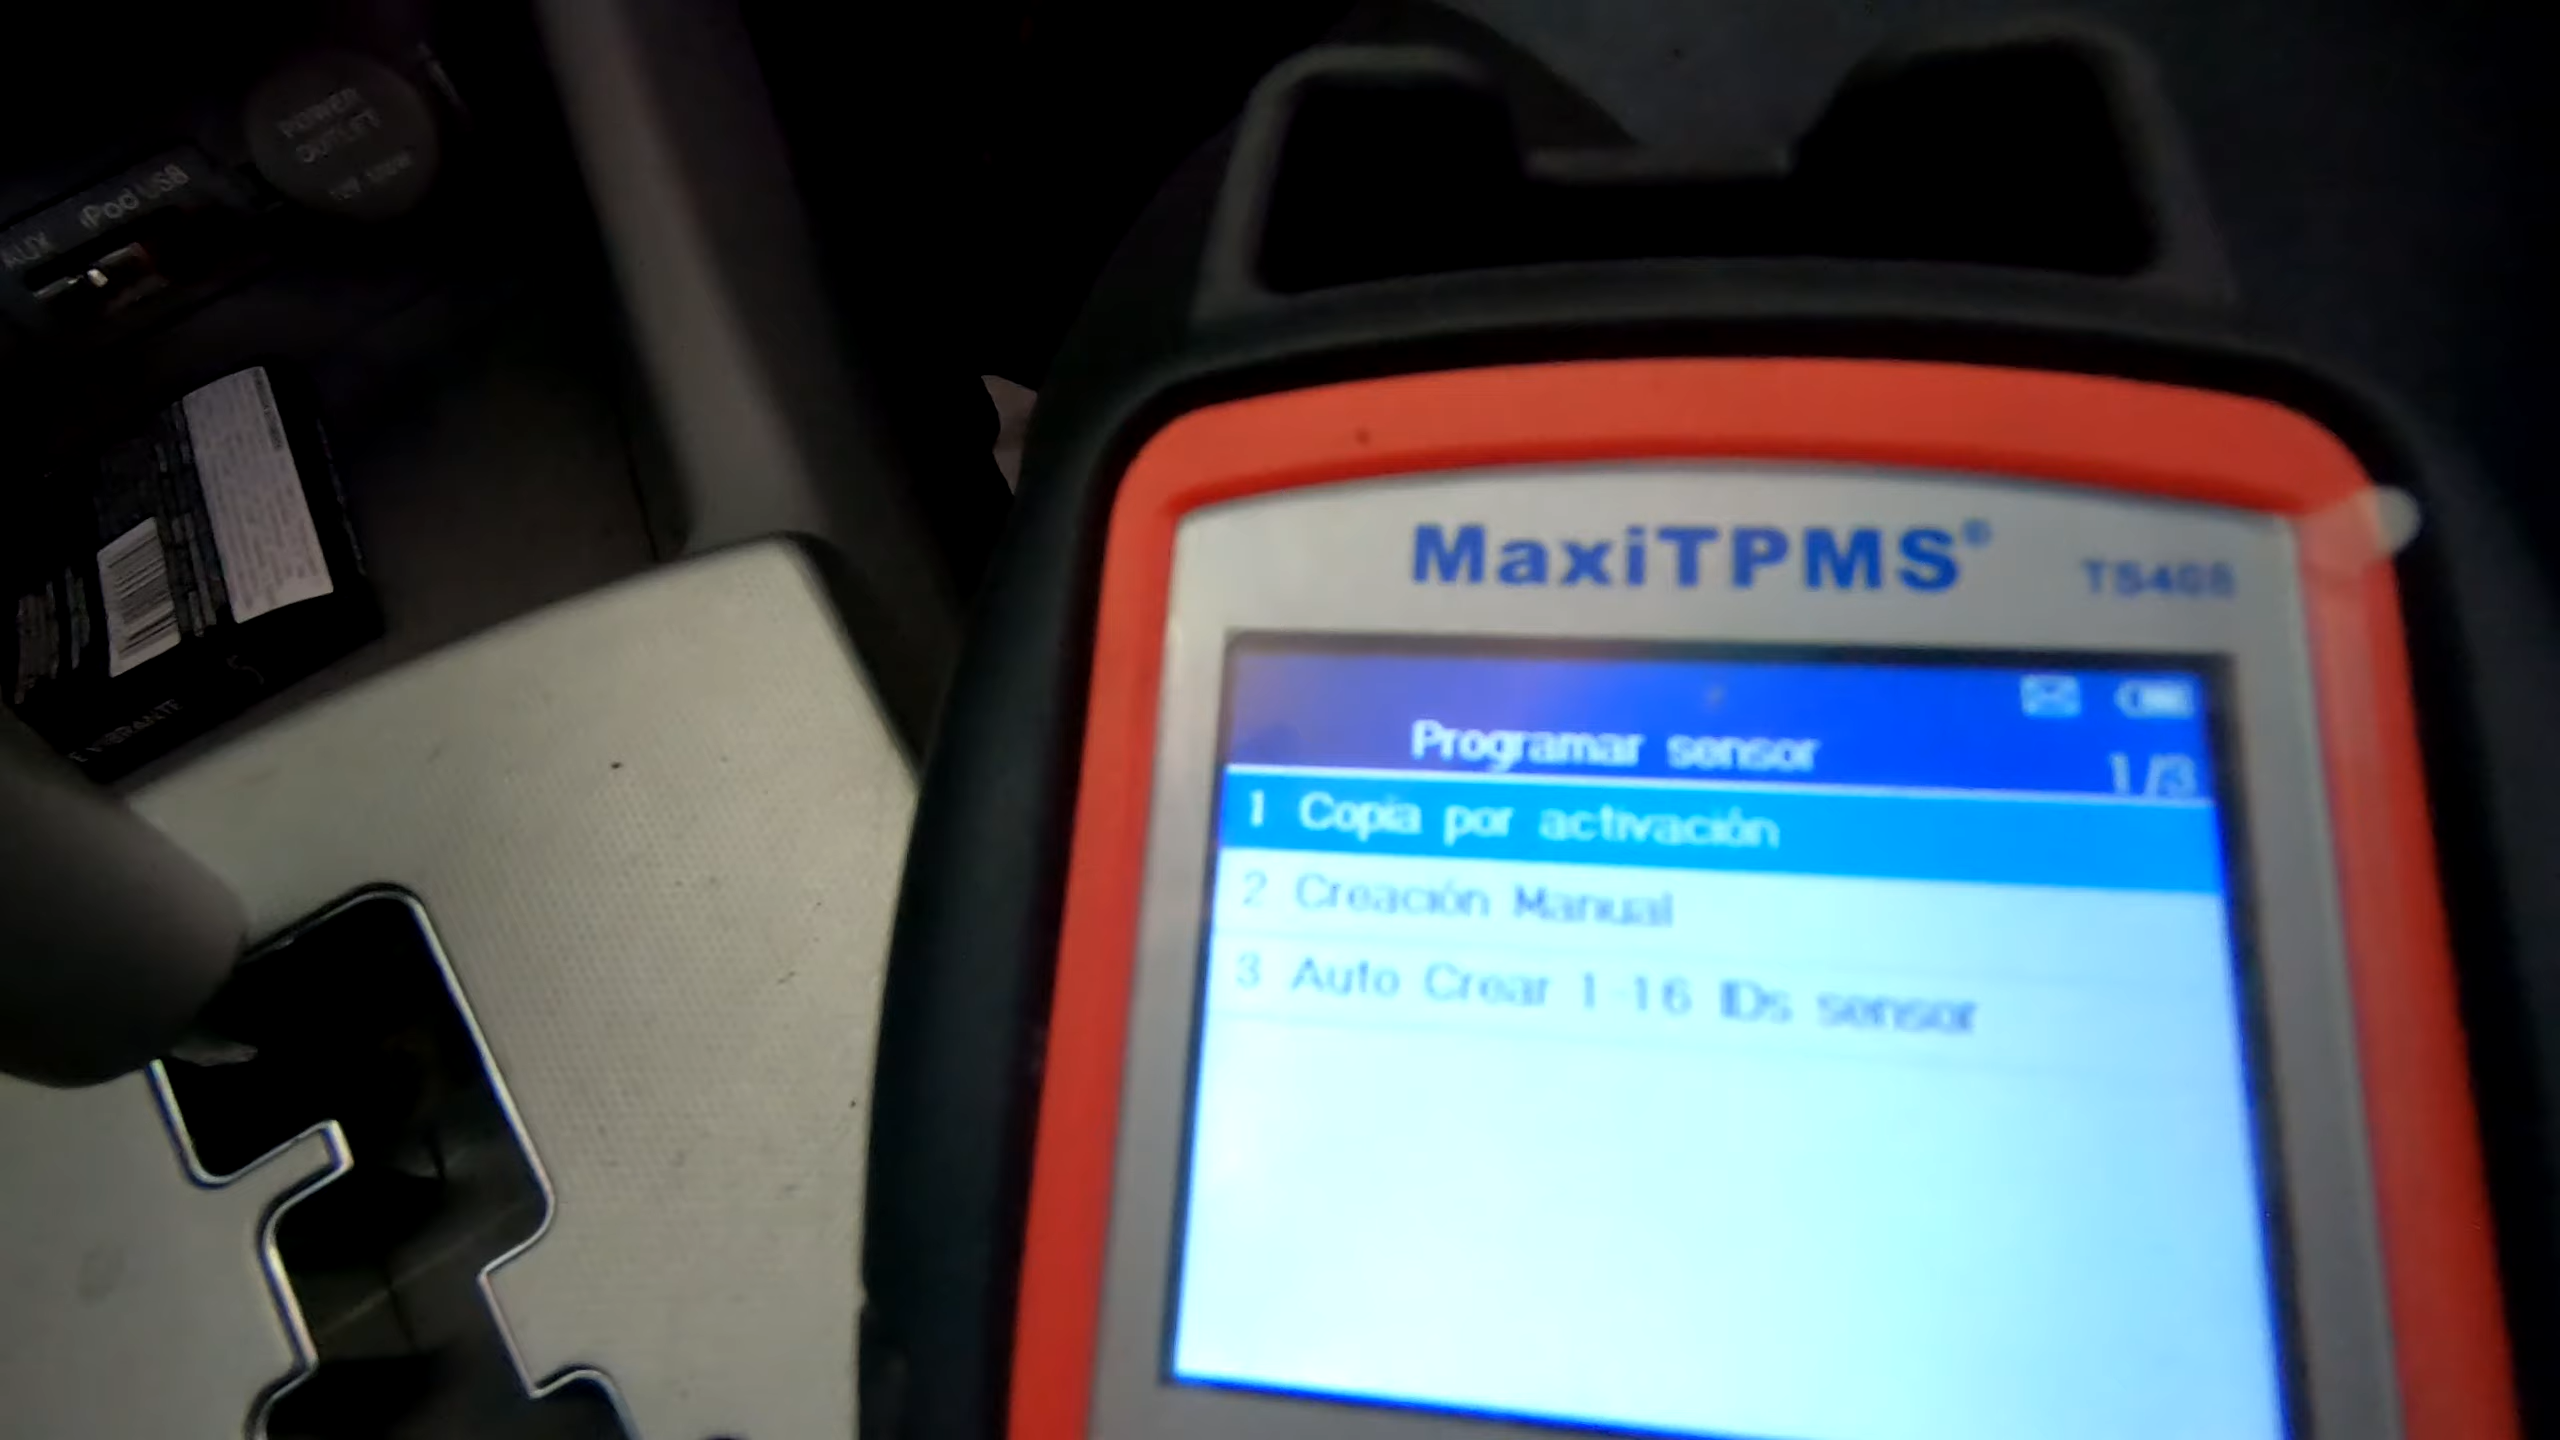 POWER
OUTLET
AUX iPod USB
MaxiTPMS®
TS408
Programar sensor
1/3
1 Copia por activación
2 Creación Manual
3 Auto Crear 1-16 IDs sensor